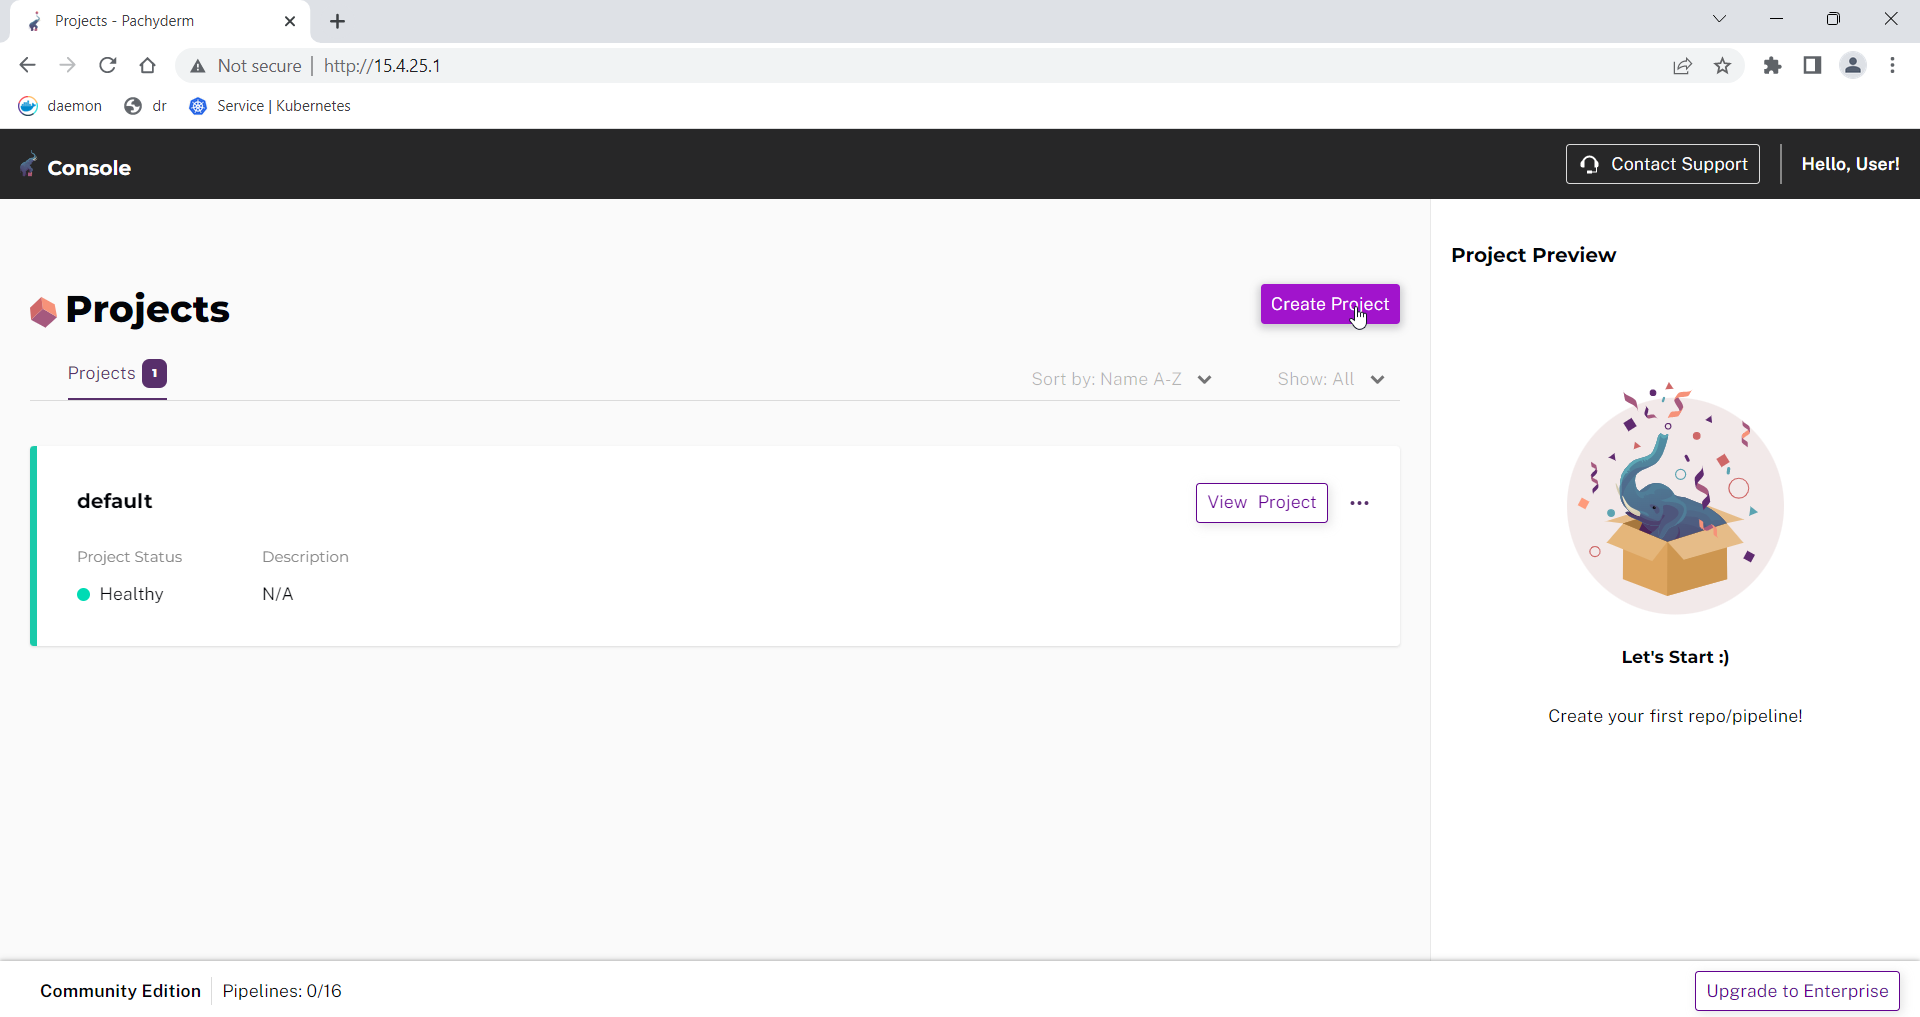 Projects - Pachyderm
Not secure | http://15.4.25.1
daemon dr Service | Kubernetes
Console Contact Support Hello, User!
Project Preview
Projects Create Project
Projects 1 Sort by: Name A-Z Show: All
default View Project
Project Status Description
Healthy N/A
Let's Start :)
Create your first repo/pipeline!
Community Edition Pipelines: 0/16 Upgrade to Enterprise